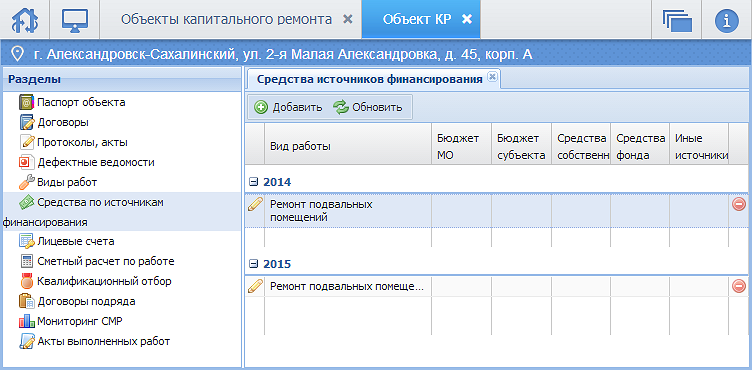 Объекты капитального ремонта × Объект КР ×
г. Александровск-Сахалинский, ул. 2-я Малая Александровка, д. 45, корп. А
Разделы
Паспорт объекта
Договоры
Протоколы, акты
Дефектные ведомости
Виды работ
Средства по источникам
финансирования
Лицевые счета
Сметный расчет по работе
Квалификационный отбор
Договоры подряда
Мониторинг СМР
Акты выполненных работ
Средства источников финансирования
Добавить Обновить
Вид работы
Бюджет
МО
Бюджет
субъекта
Средства
собственн
Средства
фонда
Иные
источники
2014
Ремонт подвальных
помещений
2015
Ремонт подвальных помеще...